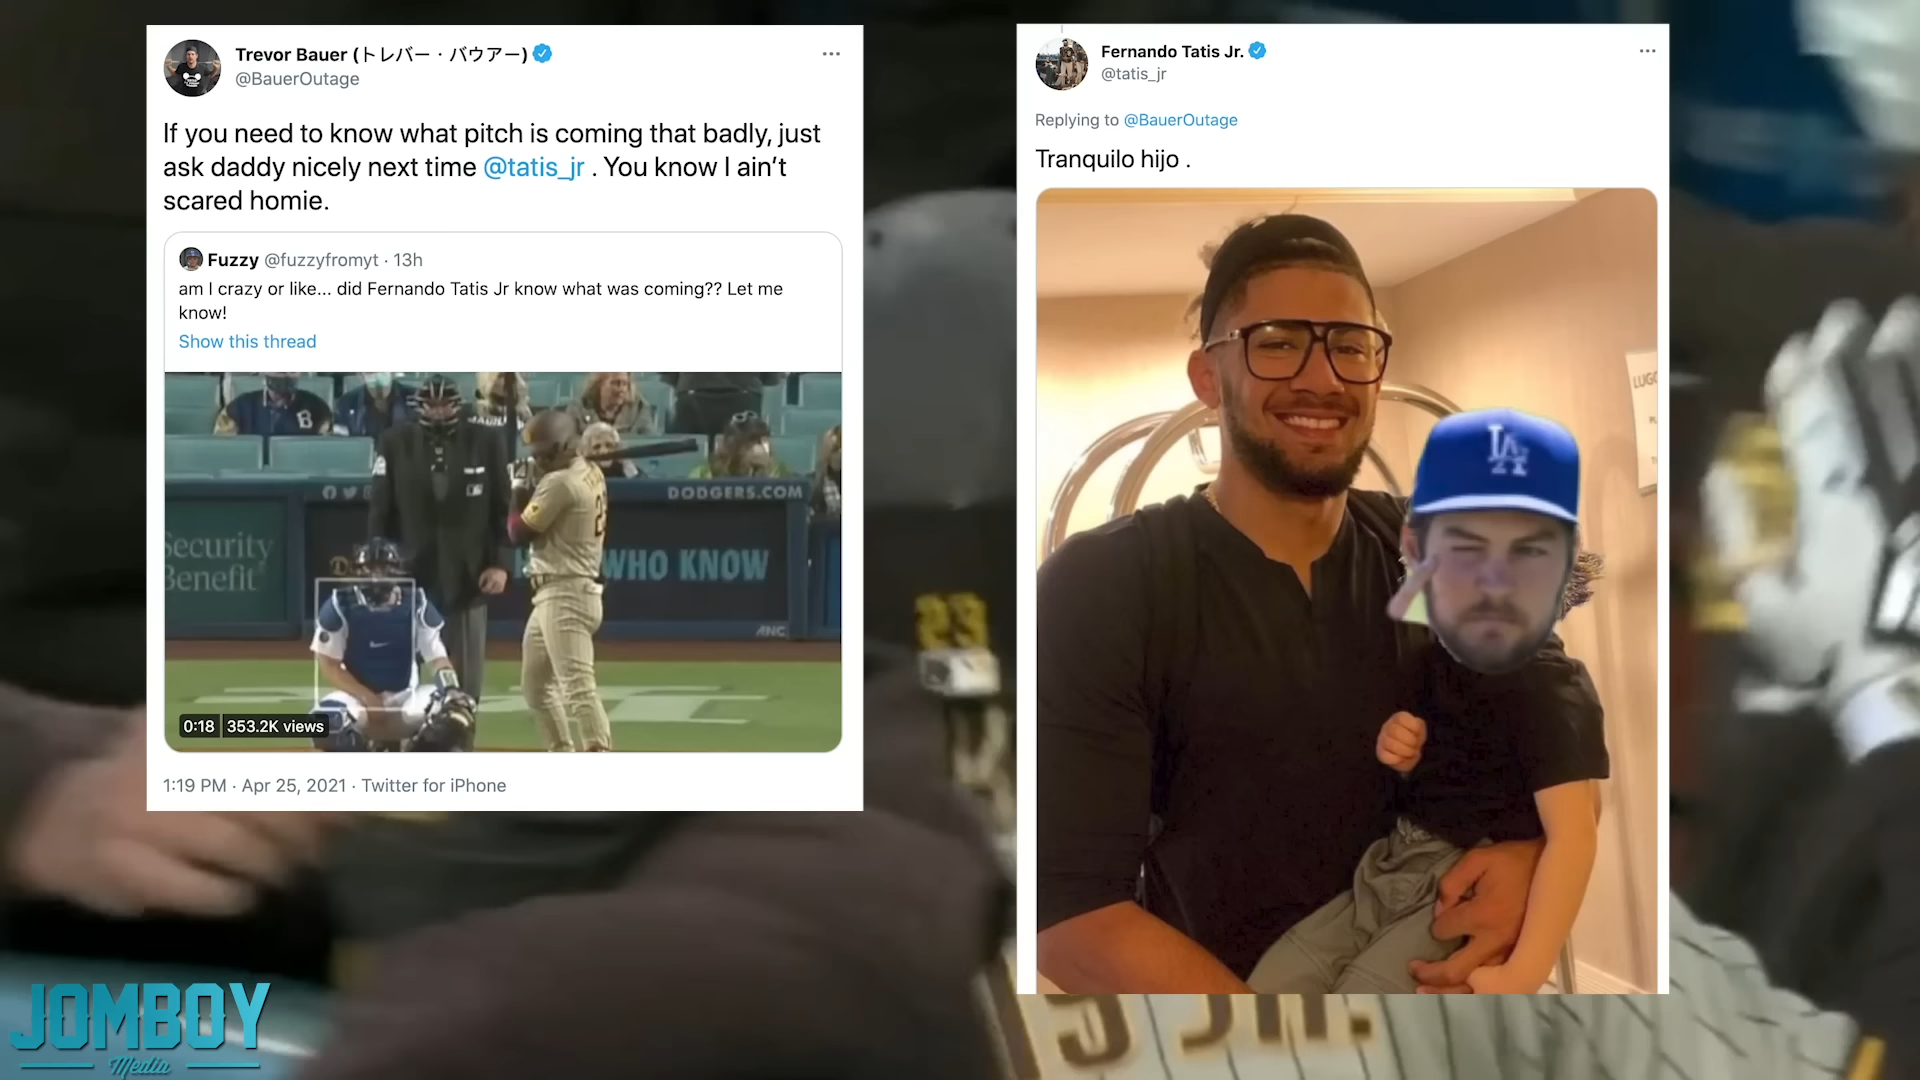 Trevor Bauer (トレバー・バウアー)
@BauerOutage
If you need to know what pitch is coming that badly, just
ask daddy nicely next time @tatis_jr . You know I ain't
scared homie.
Fuzzy @fuzzyfromyt · 13h
am I crazy or like... did Fernando Tatis Jr know what was coming?? Let me
know!
Show this thread
B
DODGERS.COM
Security
Benefit
WHO KNOW
ANC
0:18 353.2K views
1:19 PM · Apr 25, 2021 · Twitter for iPhone
Fernando Tatis Jr.
@tatis_jr
Replying to @BauerOutage
Tranquilo hijo .
LA
23
JR.
JOMBOY
Media